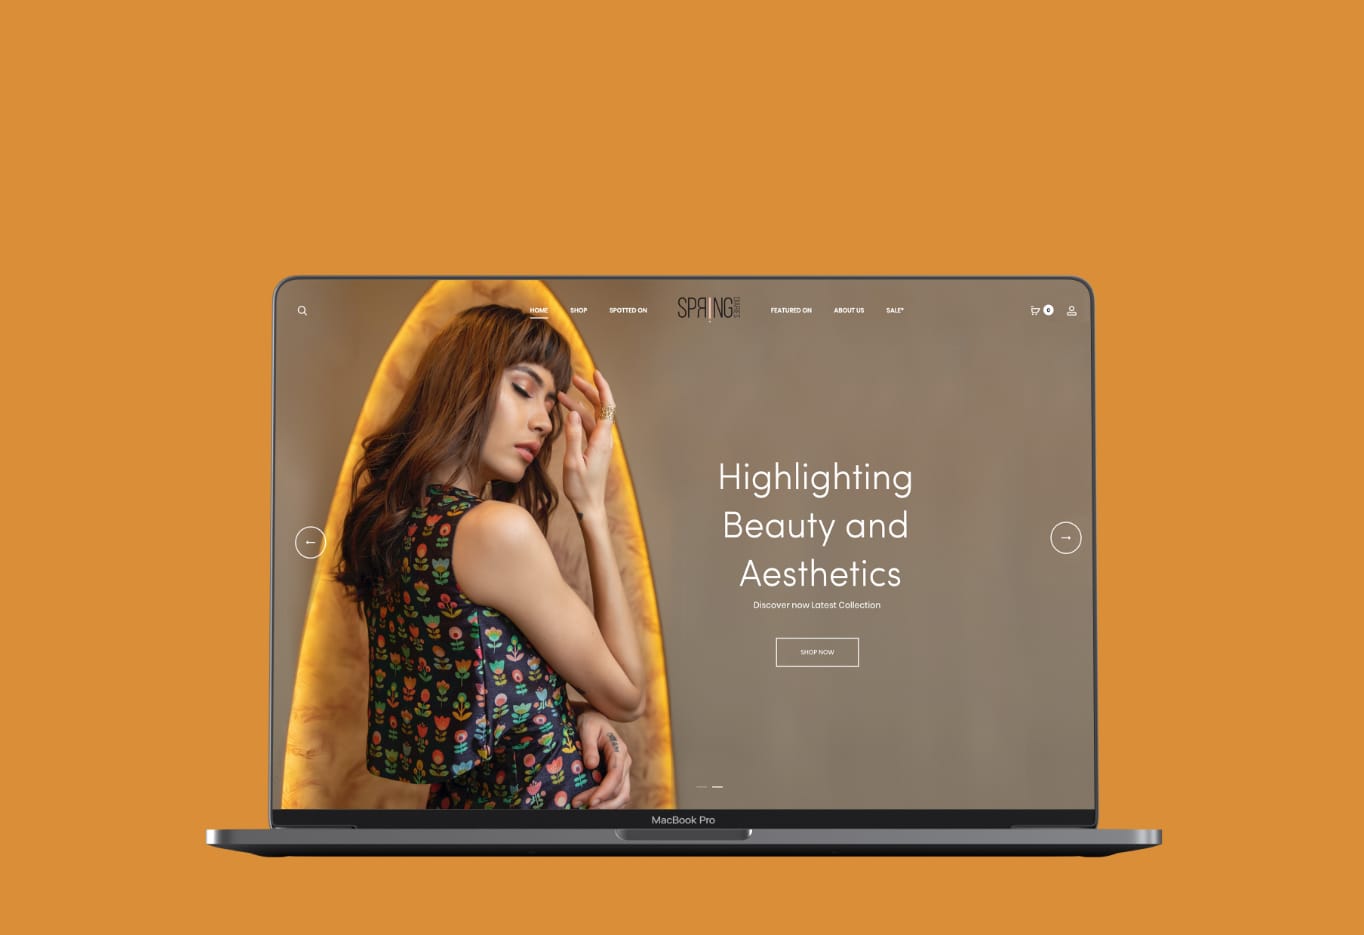 HOME
SHOP
SPOTTED ON
SPRING
FEATURED ON
ABOUT US
SALE*
0
Highlighting
Beauty and
Aesthetics
Discover now Latest Collection
SHOP NOW
MacBook Pro